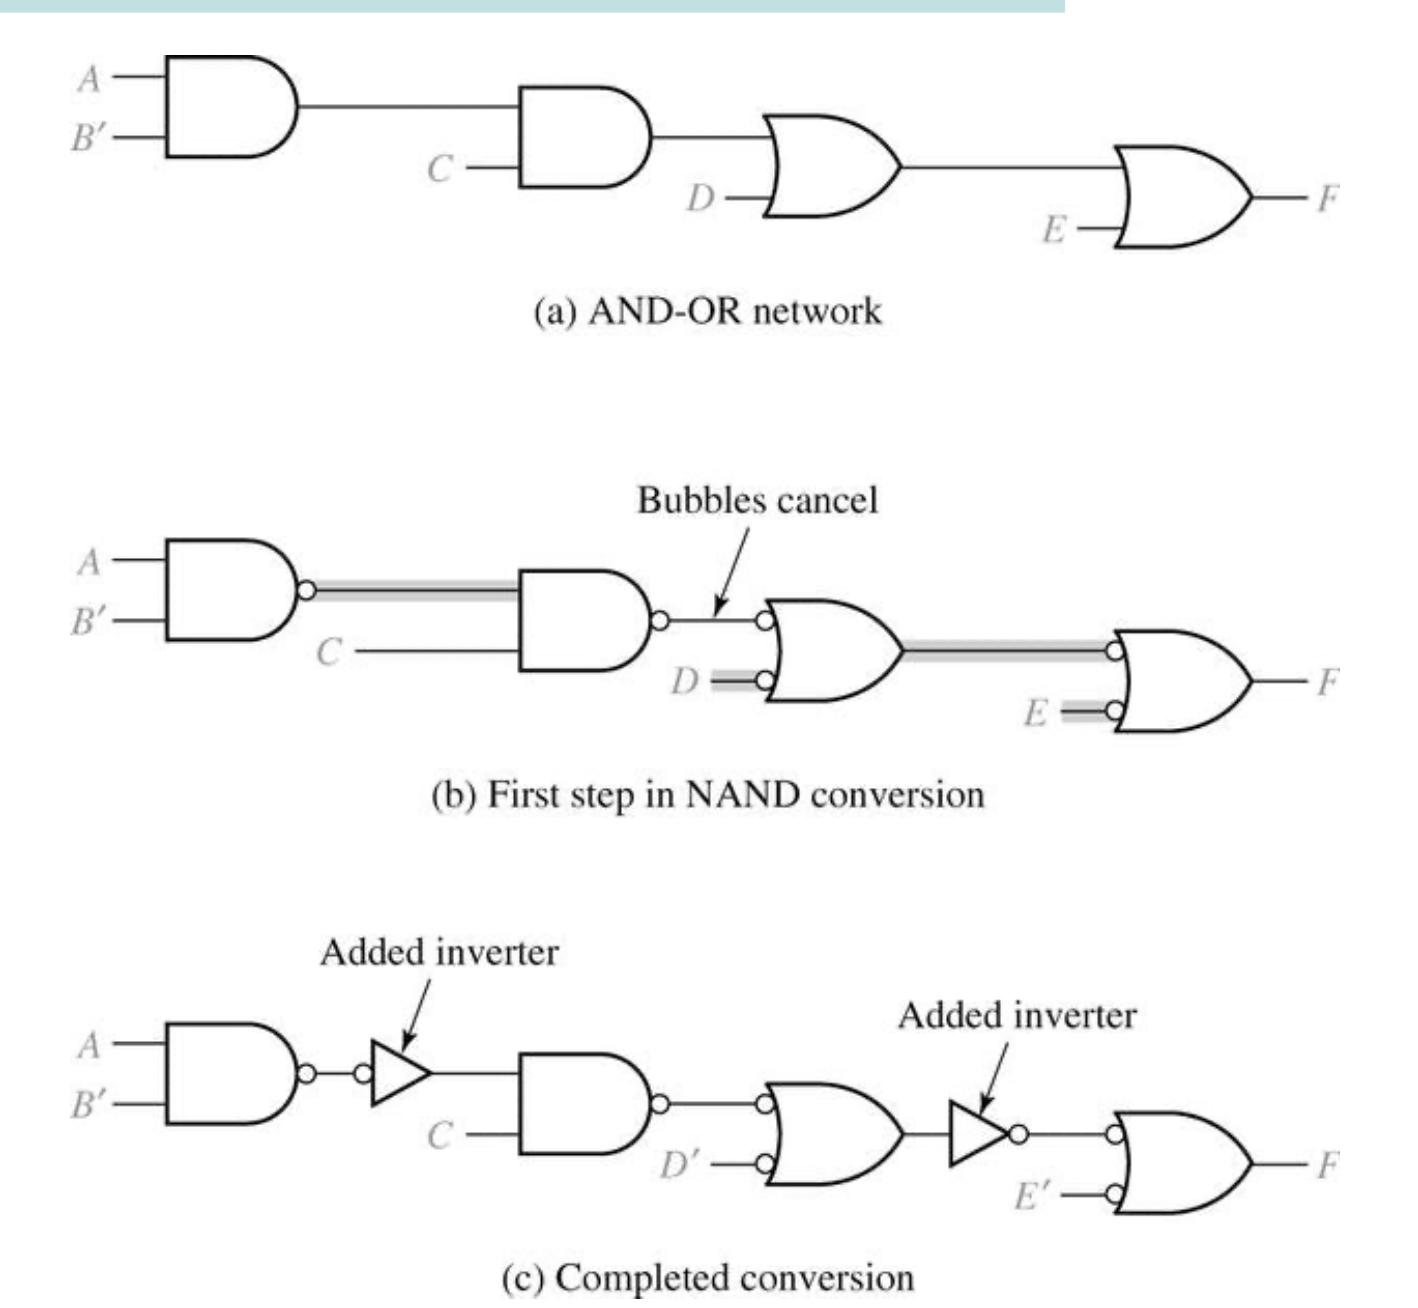 A
B'
C
D
E
F
(a) AND-OR network
Bubbles cancel
A
B'
C
D
E
F
(b) First step in NAND conversion
Added inverter
Added inverter
A
B'
C
D'
E'
F
(c) Completed conversion